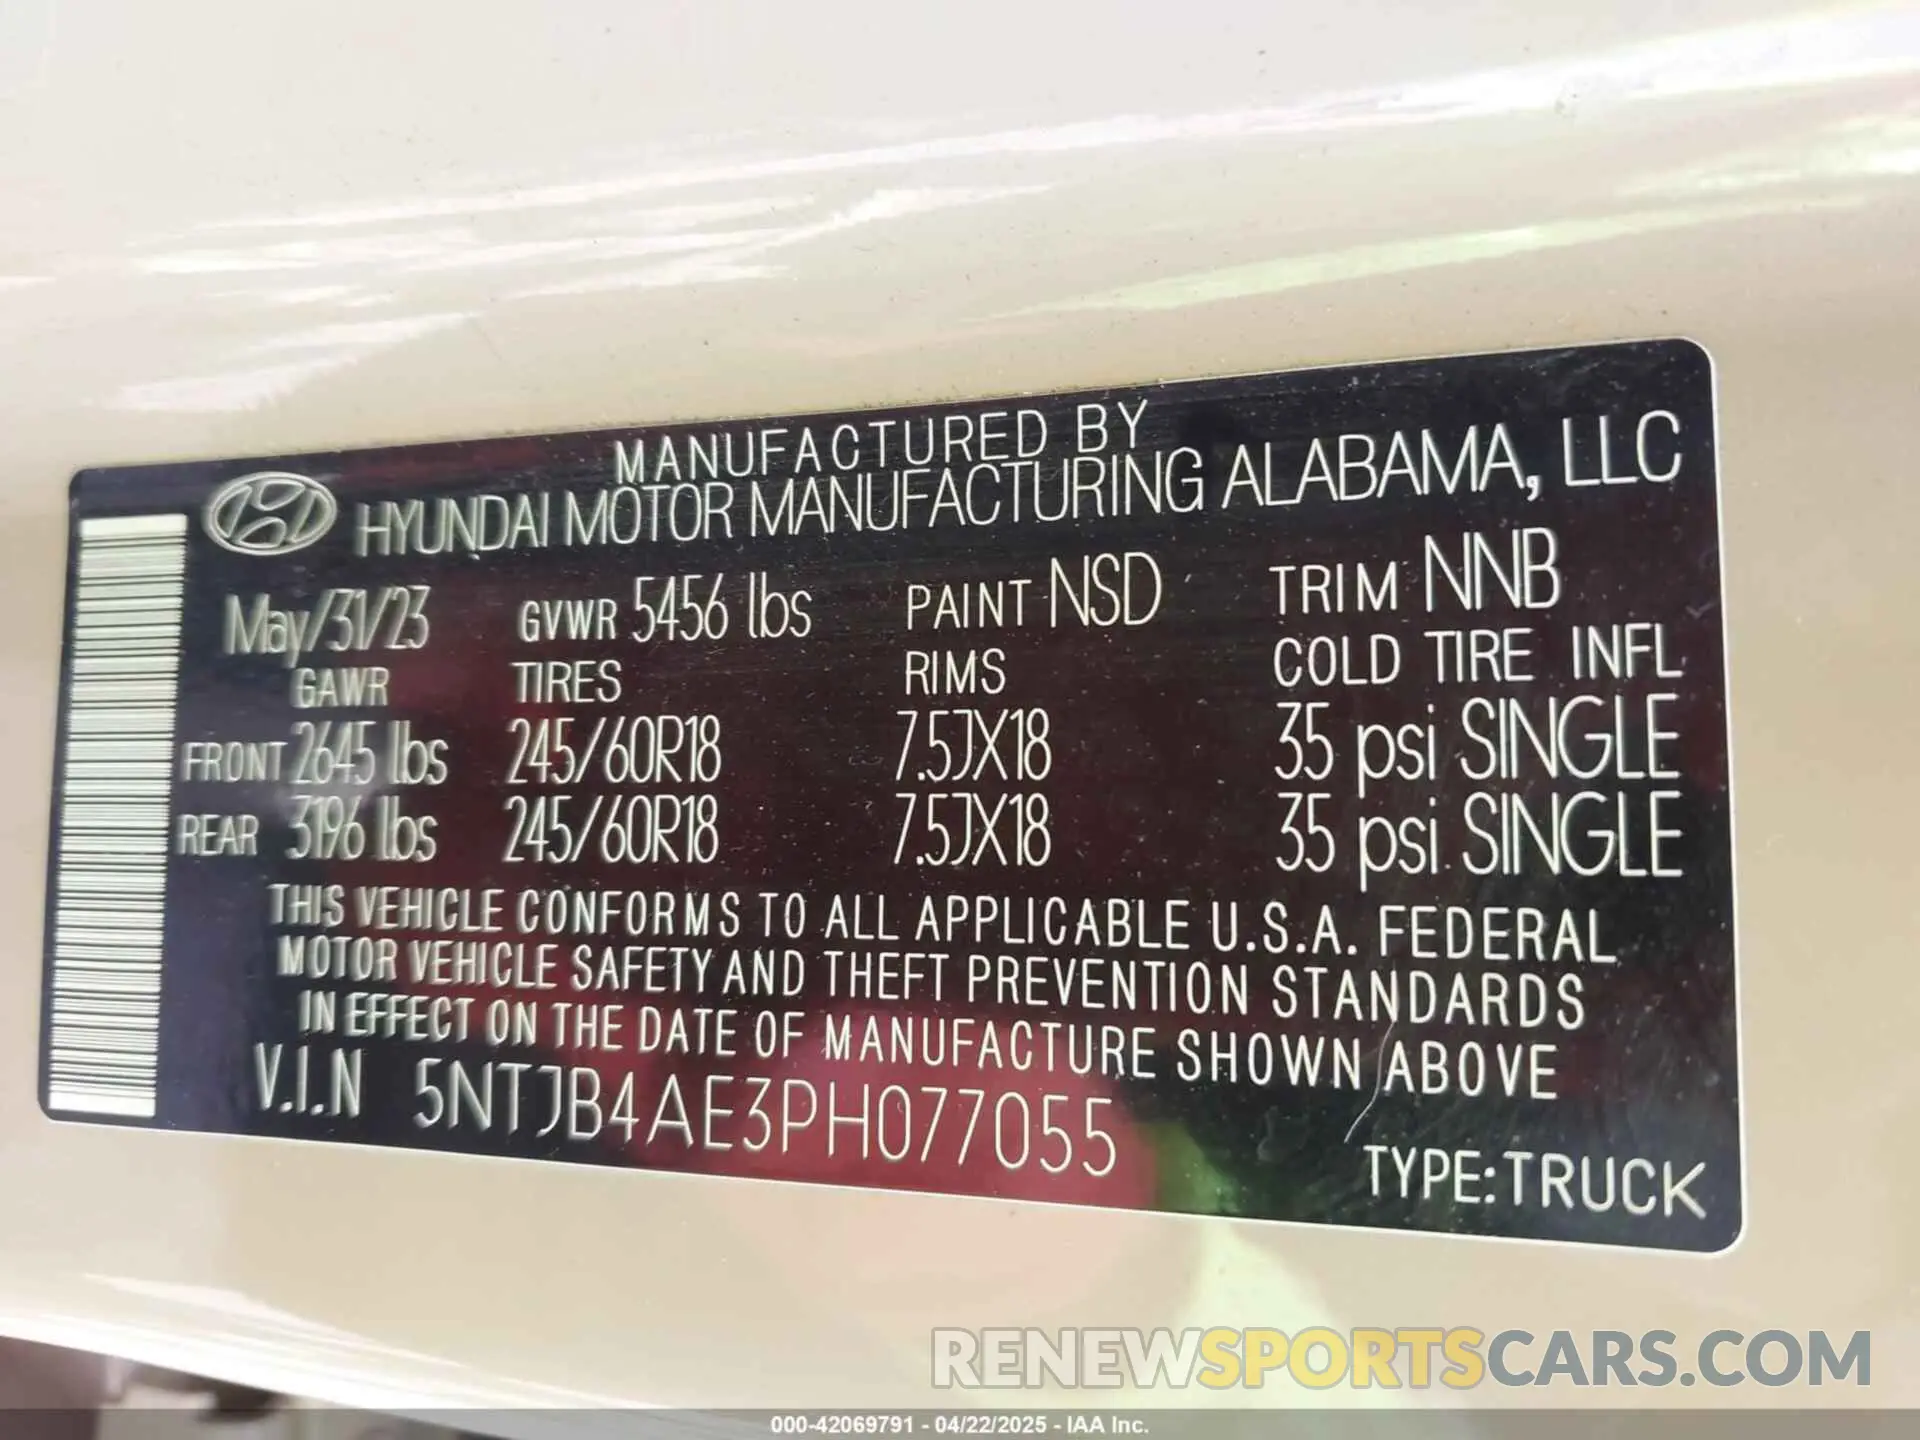 MANUFACTURED BY
HYUNDAI MOTOR MANUFACTURING ALABAMA, LLC
May/31/23 GVWR 5456 lbs PAINT NSD TRIM NNB
GAWR TIRES RIMS COLD TIRE INFL
FRONT 2645 lbs 245/60R18 7.5JX18 35 psi SINGLE
REAR 3196 lbs 245/60R18 7.5JX18 35 psi SINGLE
THIS VEHICLE CONFORMS TO ALL APPLICABLE U.S.A. FEDERAL
MOTOR VEHICLE SAFETY AND THEFT PREVENTION STANDARDS
IN EFFECT ON THE DATE OF MANUFACTURE SHOWN ABOVE
V.I.N 5NTJB4AE3PH077055
TYPE:TRUCK
RENEWSPORTSCARS.COM
000-42069791 - 04/22/2025 - IAA Inc.